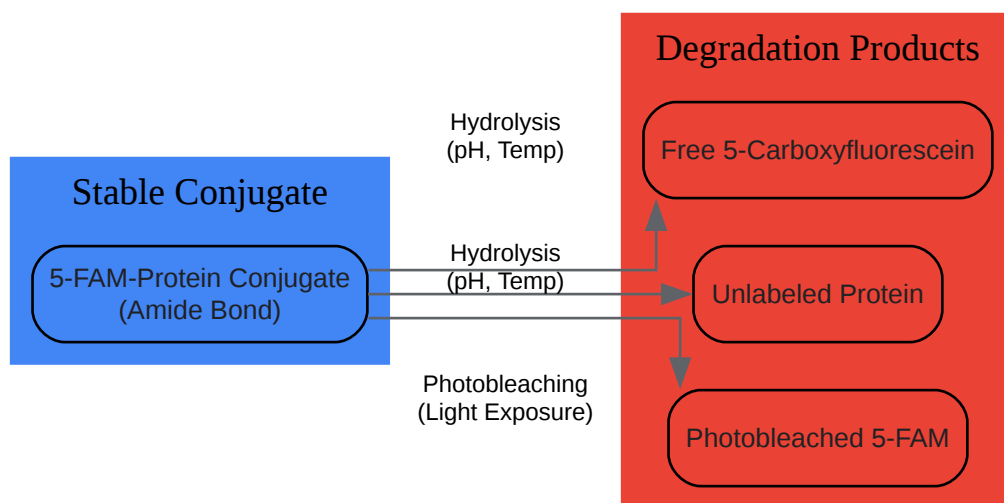 Stable Conjugate
5-FAM-Protein Conjugate
(Amide Bond)
Hydrolysis
(pH, Temp)
Hydrolysis
(pH, Temp)
Photobleaching
(Light Exposure)
Degradation Products
Free 5-Carboxyfluorescein
Unlabeled Protein
Photobleached 5-FAM